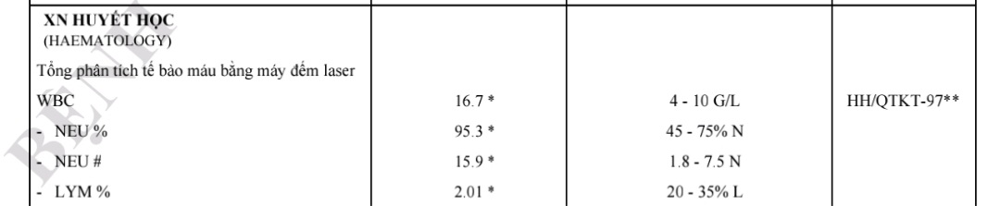 XN HUYẾT HỌC
(HAEMATOLOGY)
Tổng phân tích tế bào máu bằng máy đếm laser
WBC 16.7 * 4 - 10 G/L HH/QTKT-97**
- NEU % 95.3 * 45 - 75% N
- NEU # 15.9 * 1.8 - 7.5 N
- LYM % 2.01 * 20 - 35% L
BỆNH